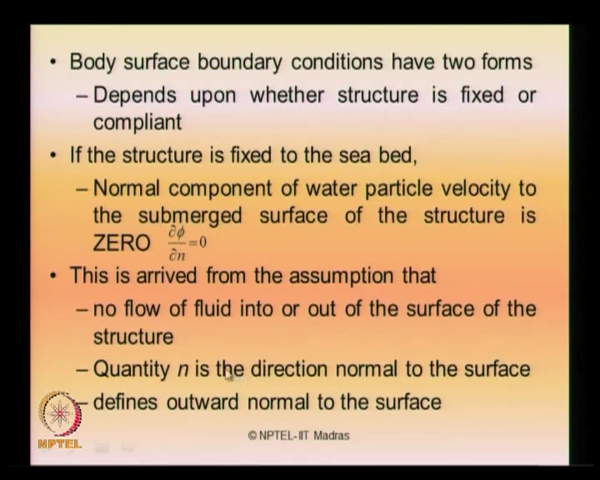 • Body surface boundary conditions have two forms
– Depends upon whether structure is fixed or
compliant
• If the structure is fixed to the sea bed,
– Normal component of water particle velocity to
the submerged surface of the structure is
ZERO ∂ϕ/∂n=0
• This is arrived from the assumption that
– no flow of fluid into or out of the surface of the
structure
– Quantity n is the direction normal to the surface
– defines outward normal to the surface
NPTEL
© NPTEL-IIT Madras